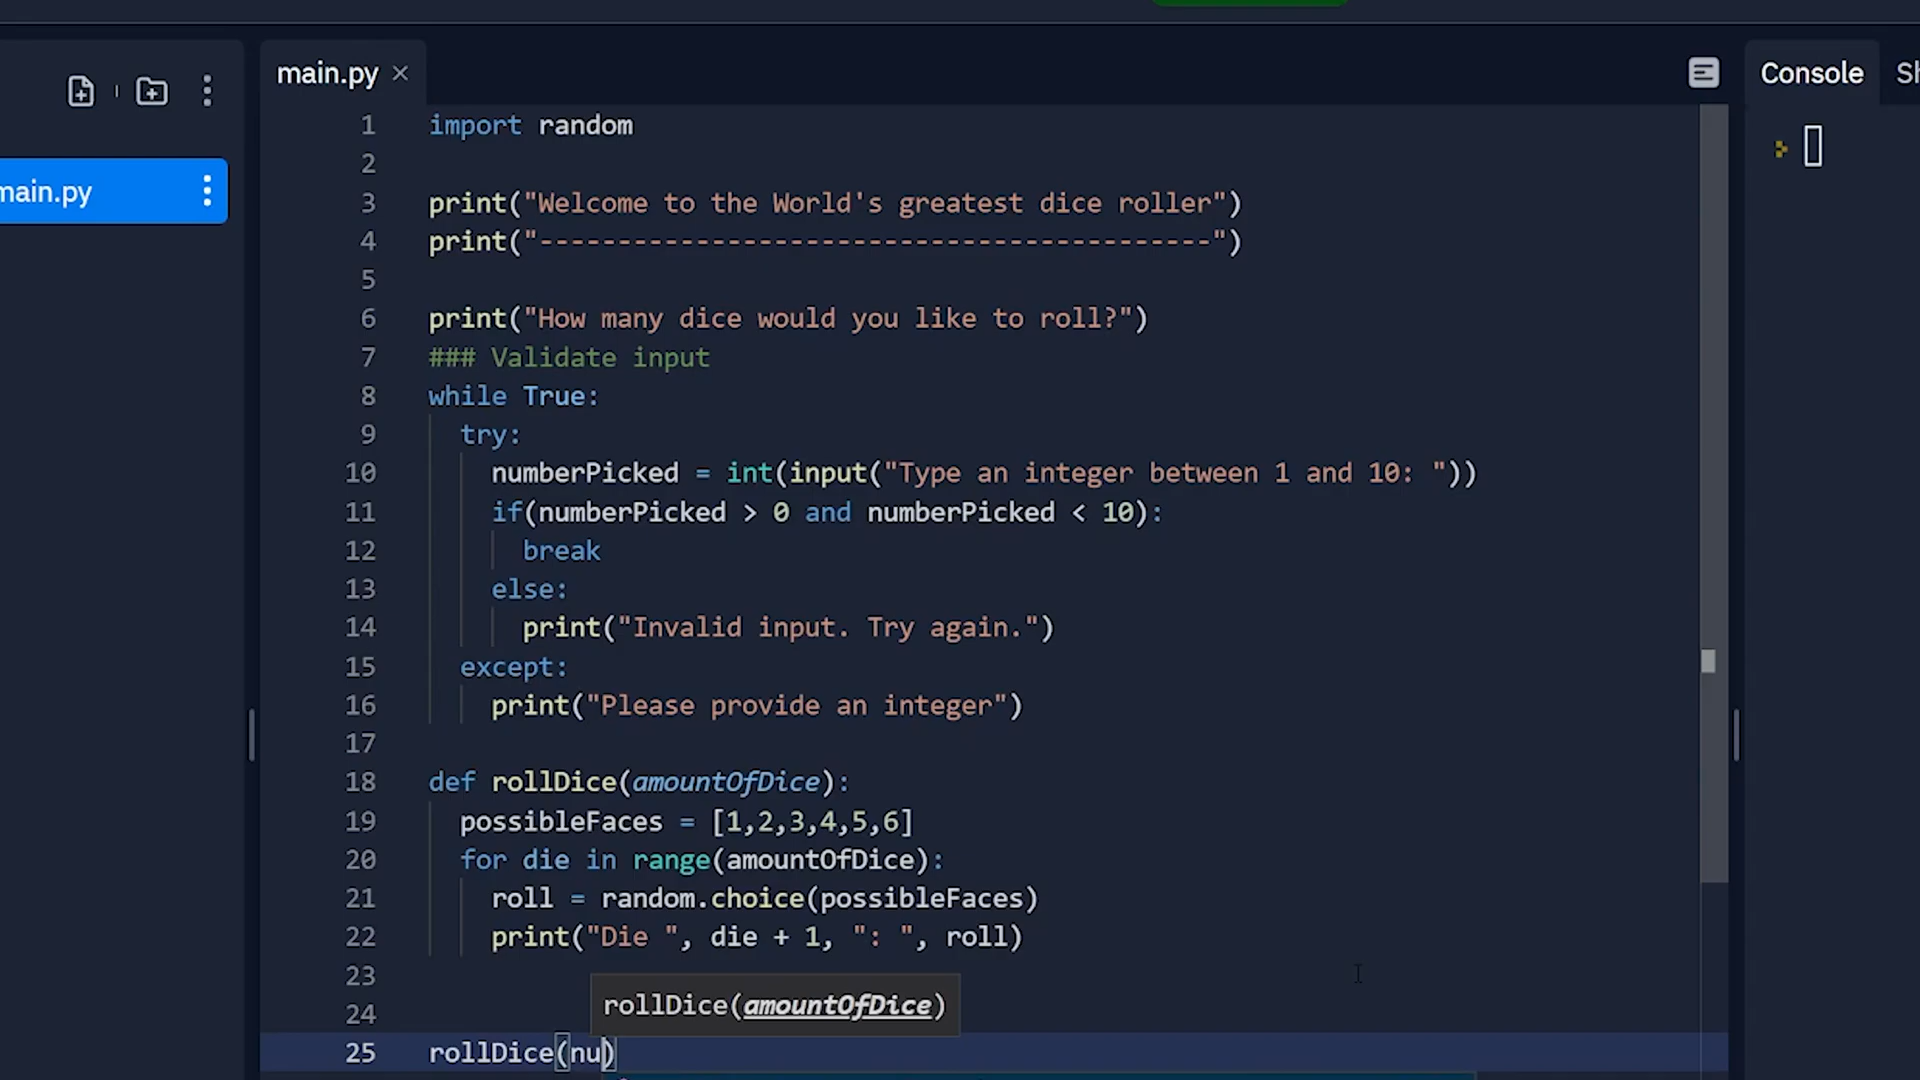 main.py
Console Sh
main.py
1 import random
2
3 print("Welcome to the World's greatest dice roller")
4 print("-------------------------------------------")
5
6 print("How many dice would you like to roll?")
7 ### Validate input
8 while True:
9 try:
10 numberPicked = int(input("Type an integer between 1 and 10: "))
11 if(numberPicked > 0 and numberPicked < 10):
12 break
13 else:
14 print("Invalid input. Try again.")
15 except:
16 print("Please provide an integer")
17
18 def rollDice(amountOfDice):
19 possibleFaces = [1,2,3,4,5,6]
20 for die in range(amountOfDice):
21 roll = random.choice(possibleFaces)
22 print("Die ", die + 1, ": ", roll)
23
24
rollDice(amountOfDice)
25 rollDice(nu)